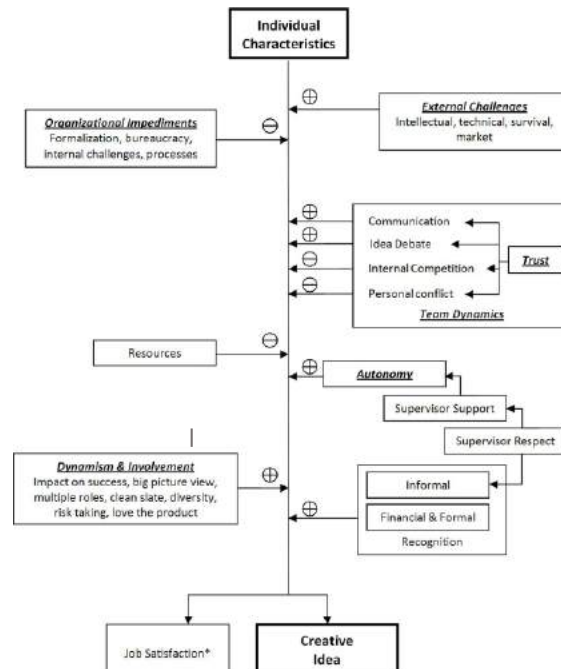 Individual
Characteristics
⊕
External Challenges
Intellectual, technical, survival,
market
Organizational Impediments
Formalization, bureaucracy,
internal challenges, processes
⊖
⊕
Communication
⊕
Idea Debate
Trust
⊖
Internal Competition
⊖
Personal conflict
Team Dynamics
Resources
⊖
⊕
Autonomy
Supervisor Support
Supervisor Respect
Dynamism & Involvement
Impact on success, big picture view,
multiple roles, clean slate, diversity,
risk taking, love the product
⊕
Informal
⊕
Financial & Formal
Recognition
Job Satisfaction*
Creative
Idea